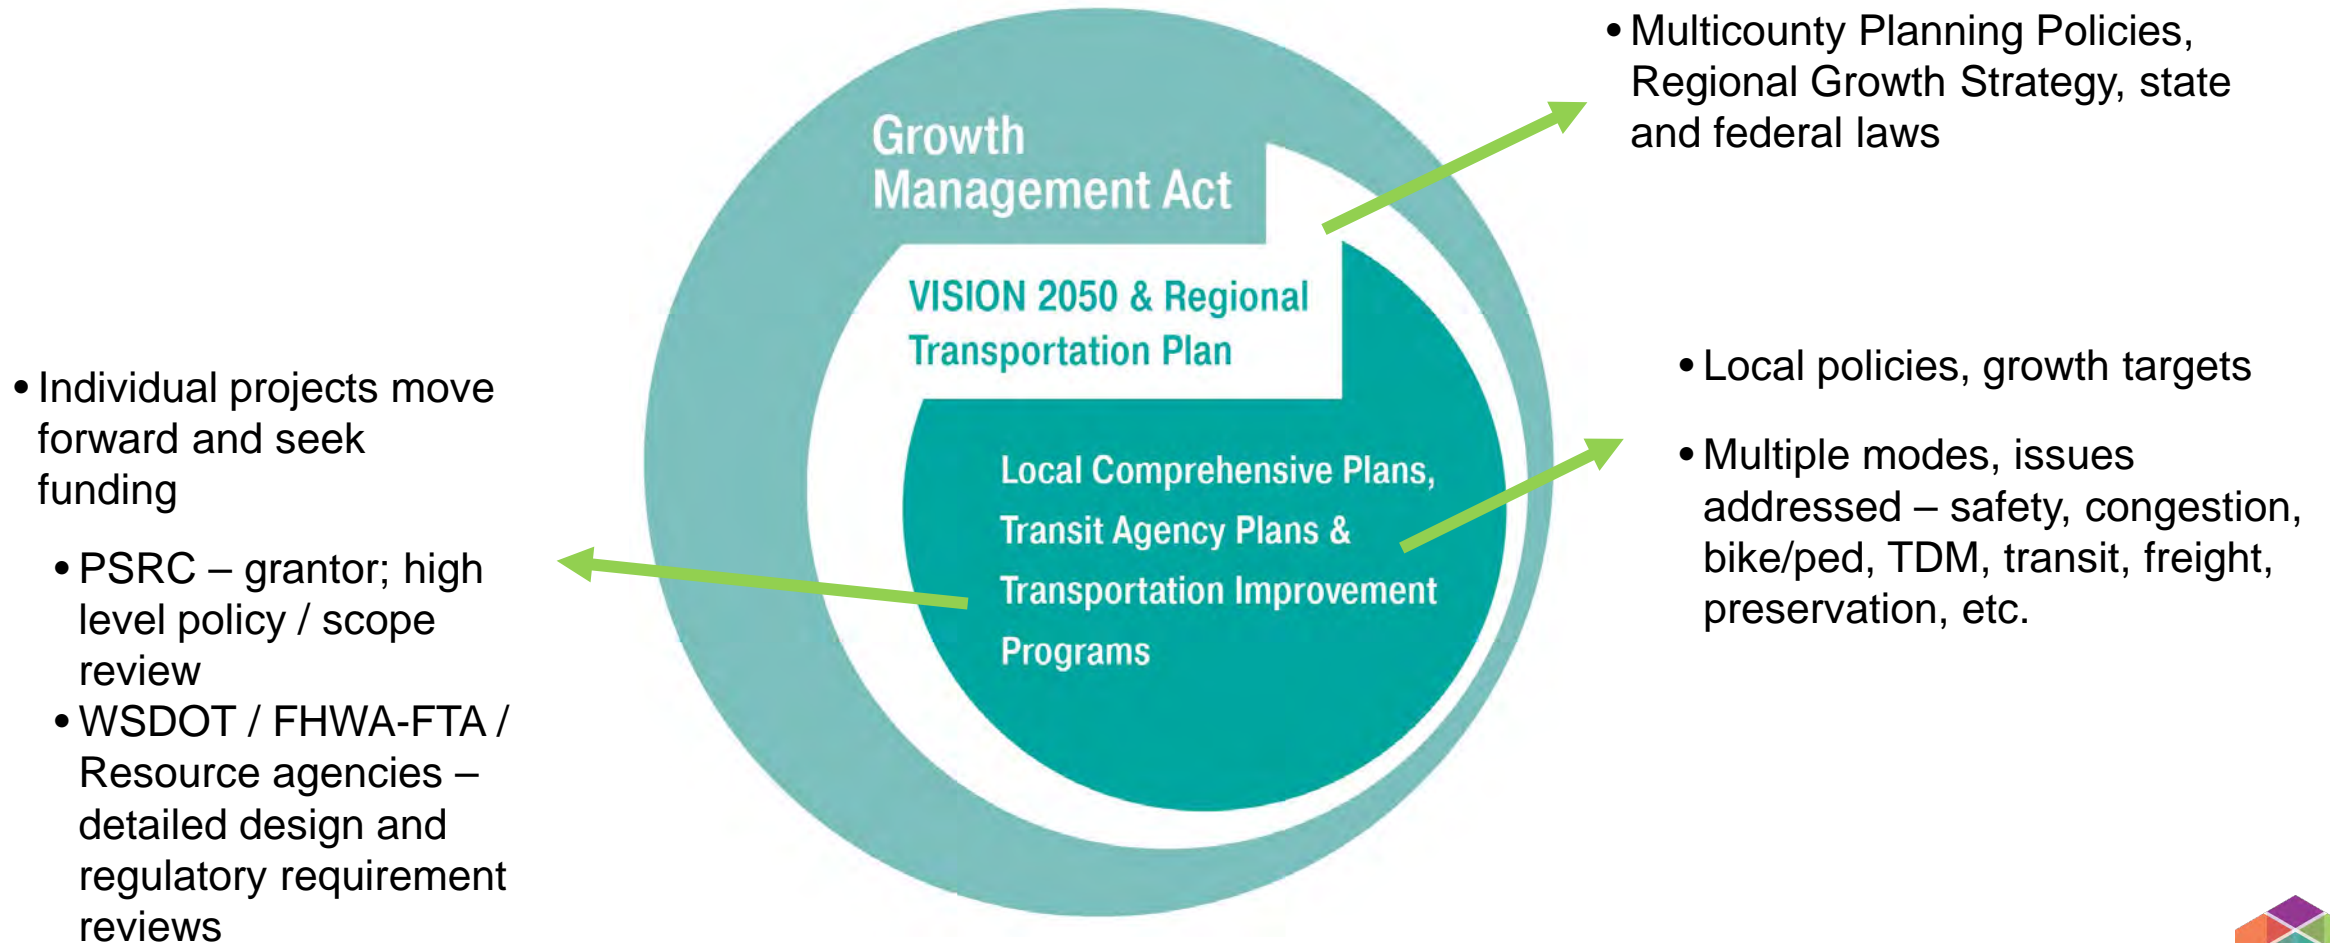 Growth
Management Act
VISION 2050 & Regional
Transportation Plan
Local Comprehensive Plans,
Transit Agency Plans &
Transportation Improvement
Programs
• Multicounty Planning Policies,
Regional Growth Strategy, state
and federal laws
• Local policies, growth targets
• Multiple modes, issues
addressed – safety, congestion,
bike/ped, TDM, transit, freight,
preservation, etc.
• Individual projects move
forward and seek
funding
• PSRC – grantor; high
level policy / scope
review
• WSDOT / FHWA-FTA /
Resource agencies –
detailed design and
regulatory requirement
reviews